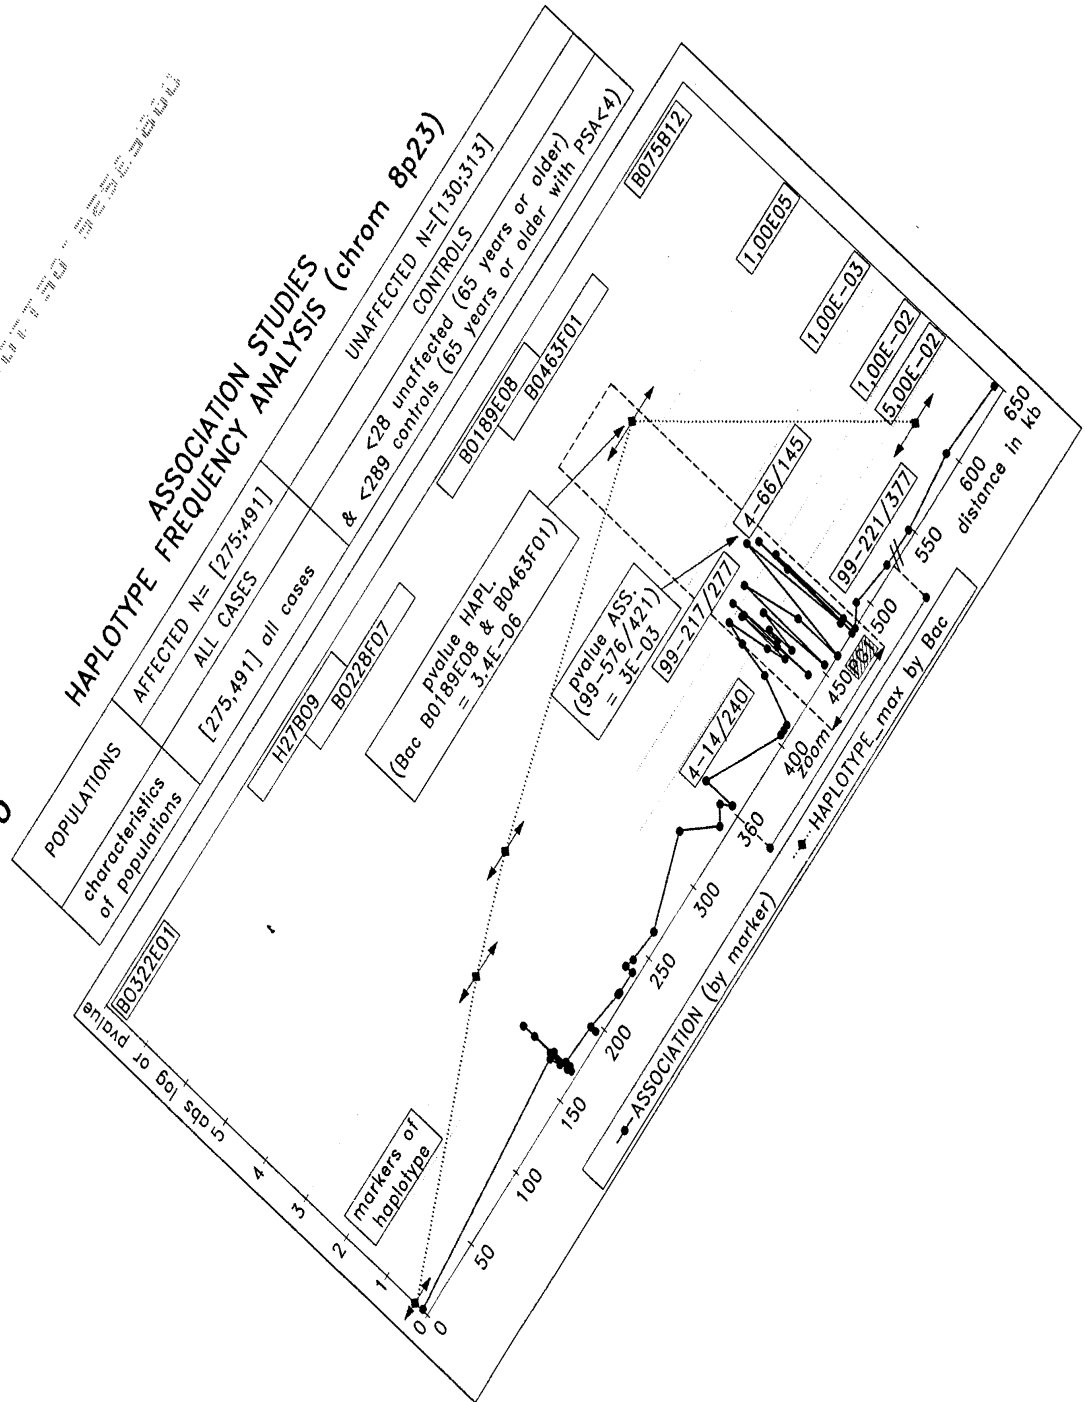 ASSOCIATION STUDIES
HAPLOTYPE FREQUENCY ANALYSIS (chrom 8p23)
POPULATIONS
AFFECTED N= [275;491]
UNAFFECTED N=[130;313]
ALL CASES
CONTROLS
characteristics
of populations
[275,491] all cases
<28 unaffected (65 years or older)
& <289 controls (65 years or older with PSA<4)
abs log or pvalue
B0322E01
H27B09
B0228F07
B0189E08
B0463F01
B075B12
pvalue HAPL.
(Bac B0189E08 & B0463F01)
= 3.4E-06
pvalue ASS.
(99-576/421)
= 3E-03
markers of
haplotype
1,00E05
1,00E-03
1,00E-02
5,00E-02
4-14/240
99-217/277
4-66/145
99-221/377
5
4
3
2
1
0
0
50
100
150
200
250
300
360
400
450
PG1
500
550
600
650
zoom
distance in kb
ASSOCIATION (by marker)
HAPLOTYPE_max by Bac